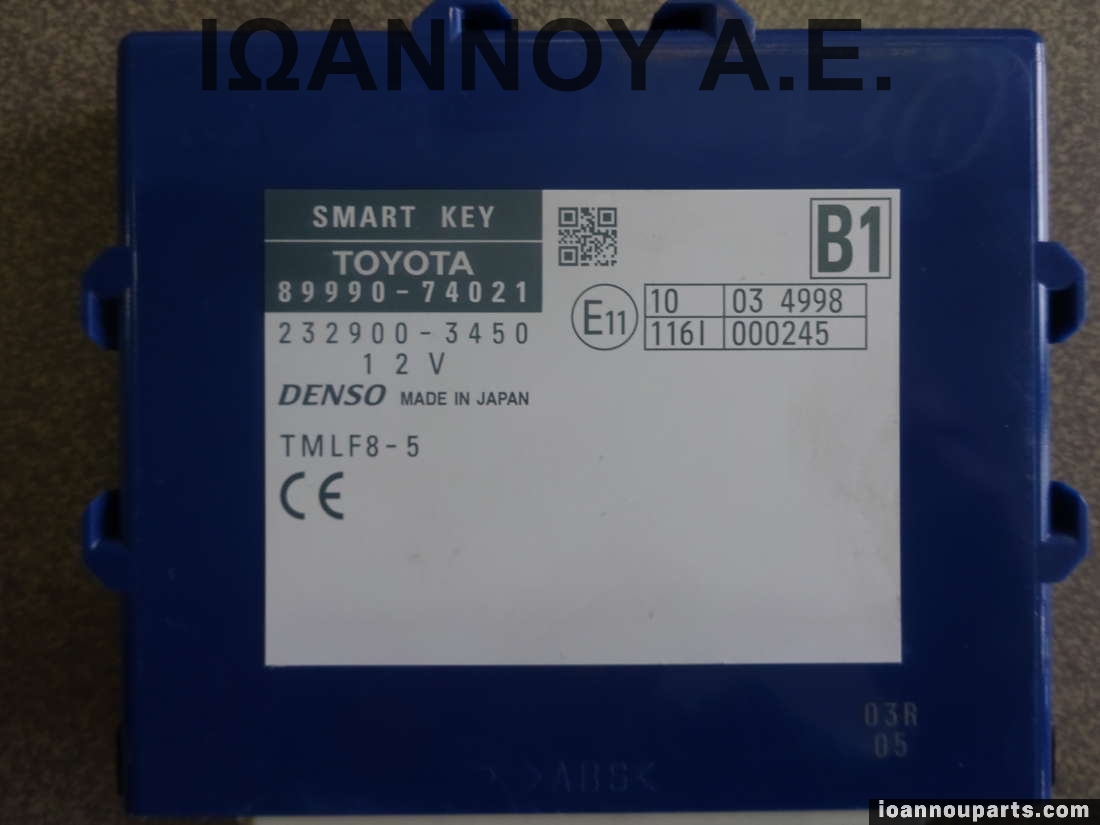 ΙΩΑΝΝΟΥ Α.Ε.
SMART KEY
TOYOTA
89990-74021
232900-3450
12V
DENSO MADE IN JAPAN
TMLF8-5
CE
B1
E11
10 03 4998
116I 000245
03R
05
>ABS<
ioannouparts.com